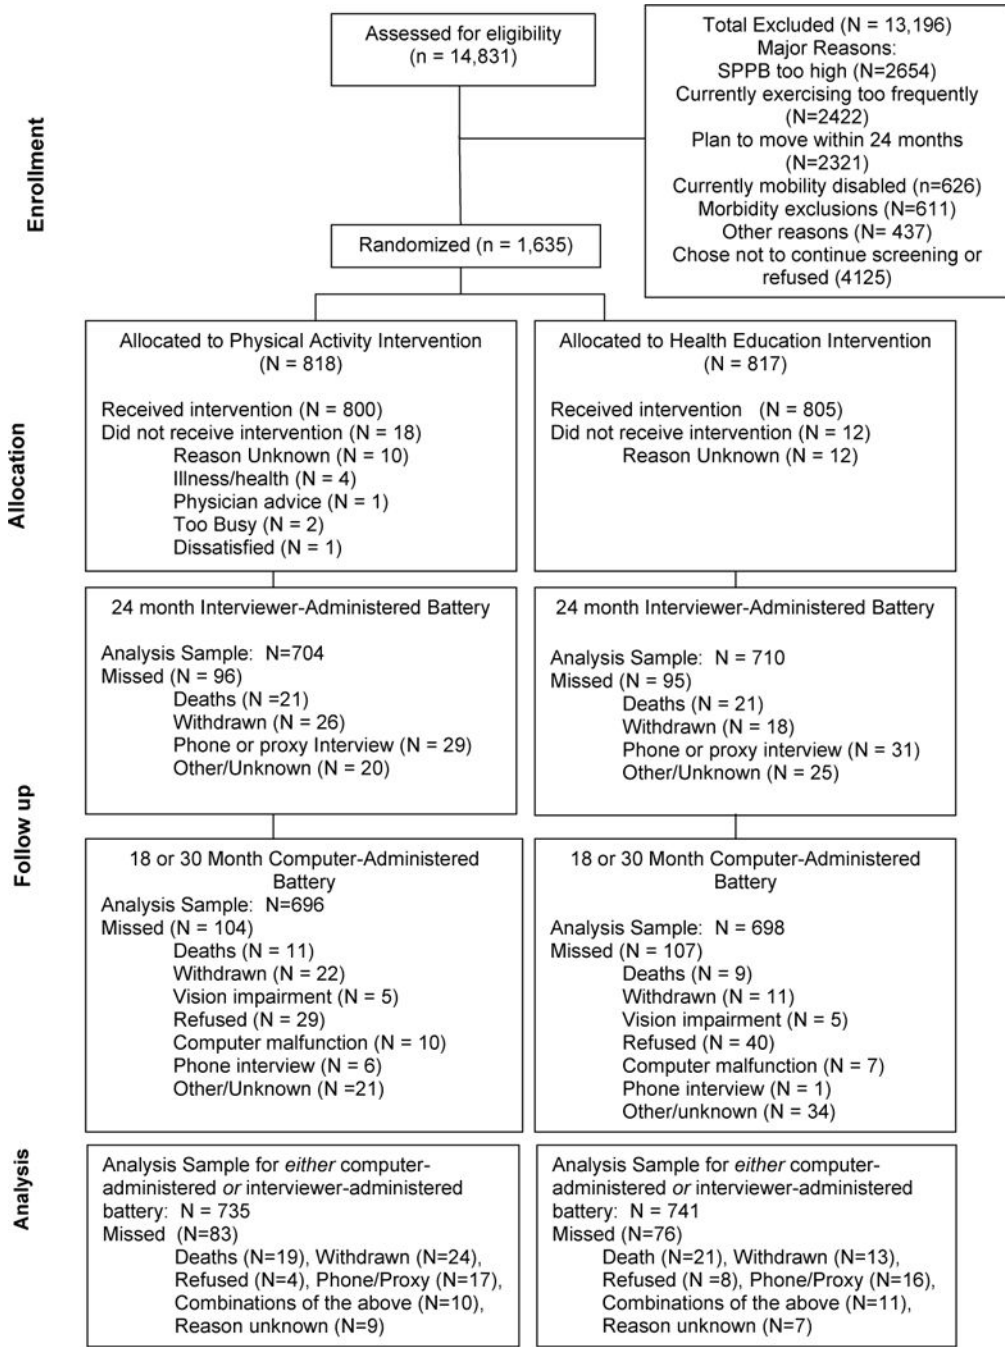 Assessed for eligibility
(n = 14,831)
Total Excluded (N = 13,196)
Major Reasons:
SPPB too high (N=2654)
Currently exercising too frequently
(N=2422)
Plan to move within 24 months
(N=2321)
Currently mobility disabled (n=626)
Morbidity exclusions (N=611)
Other reasons (N= 437)
Chose not to continue screening or
refused (4125)
Enrollment
Randomized (n = 1,635)
Allocation
Allocated to Physical Activity Intervention
(N = 818)
Received intervention (N = 800)
Did not receive intervention (N = 18)
Reason Unknown (N = 10)
Illness/health (N = 4)
Physician advice (N = 1)
Too Busy (N = 2)
Dissatisfied (N = 1)
Allocated to Health Education Intervention
(N = 817)
Received intervention (N = 805)
Did not receive intervention (N = 12)
Reason Unknown (N = 12)
Follow up
24 month Interviewer-Administered Battery
Analysis Sample: N=704
Missed (N = 96)
Deaths (N =21)
Withdrawn (N = 26)
Phone or proxy Interview (N = 29)
Other/Unknown (N = 20)
24 month Interviewer-Administered Battery
Analysis Sample: N = 710
Missed (N = 95)
Deaths (N = 21)
Withdrawn (N = 18)
Phone or proxy interview (N = 31)
Other/Unknown (N = 25)
18 or 30 Month Computer-Administered
Battery
Analysis Sample: N=696
Missed (N = 104)
Deaths (N = 11)
Withdrawn (N = 22)
Vision impairment (N = 5)
Refused (N = 29)
Computer malfunction (N = 10)
Phone interview (N = 6)
Other/Unknown (N =21)
18 or 30 Month Computer-Administered
Battery
Analysis Sample: N = 698
Missed (N = 107)
Deaths (N = 9)
Withdrawn (N = 11)
Vision impairment (N = 5)
Refused (N = 40)
Computer malfunction (N = 7)
Phone interview (N = 1)
Other/unknown (N = 34)
Analysis
Analysis Sample for either computer-
administered or interviewer-administered
battery: N = 735
Missed (N=83)
Deaths (N=19), Withdrawn (N=24),
Refused (N=4), Phone/Proxy (N=17),
Combinations of the above (N=10),
Reason unknown (N=9)
Analysis Sample for either computer-
administered or interviewer-administered
battery: N = 741
Missed (N=76)
Death (N=21), Withdrawn (N=13),
Refused (N =8), Phone/Proxy (N=16),
Combinations of the above (N=11),
Reason unknown (N=7)